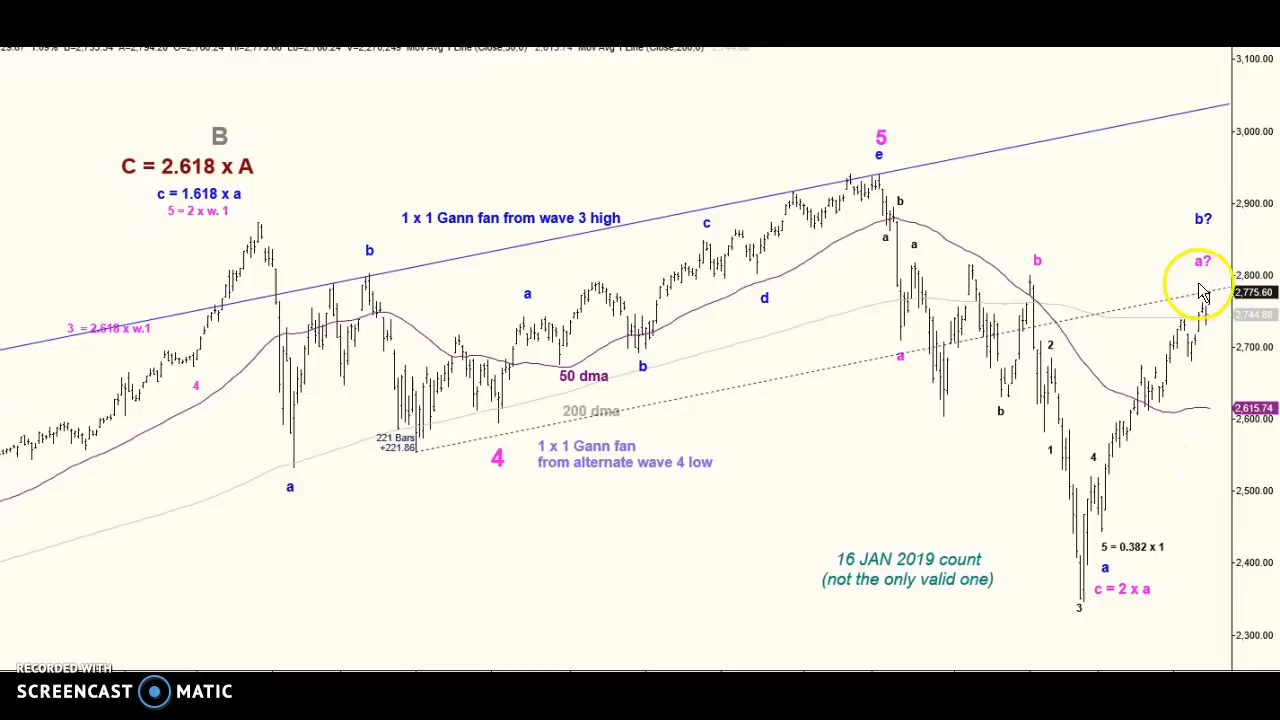 3,100.00
B
C = 2.618 x A
c = 1.618 x a
5 = 2 x w. 1
5
e
3,000.00
2,900.00
b
1 x 1 Gann fan from wave 3 high
c
b?
a
a
b
b
a?
2,800.00
a
d
2,775.60
2,744.88
3 = 2.618 x w.1
2
2,700.00
a
b
50 dma
4
2,615.74
200 dma
b
2,600.00
221 Bars
+221.86
4
1 x 1 Gann fan
from alternate wave 4 low
1
4
a
2,500.00
16 JAN 2019 count
(not the only valid one)
5 = 0.382 x 1
a
2,400.00
c = 2 x a
3
2,300.00
RECORDED WITH
SCREENCAST MATIC